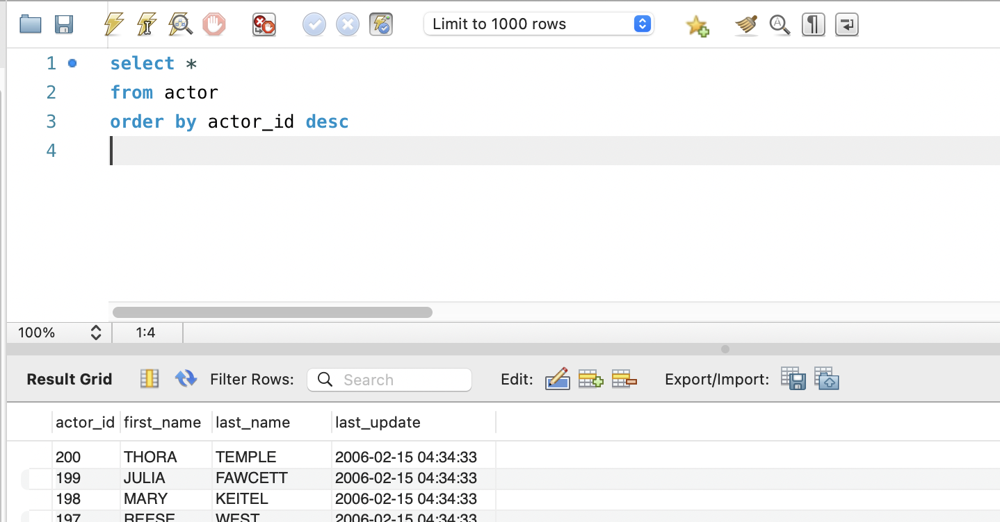 Limit to 1000 rows
1 select *
2 from actor
3 order by actor_id desc
4
100% 1:4
Result Grid Filter Rows: Search Edit: Export/Import:
actor_id first_name last_name last_update
200 THORA TEMPLE 2006-02-15 04:34:33
199 JULIA FAWCETT 2006-02-15 04:34:33
198 MARY KEITEL 2006-02-15 04:34:33
197 REESE WEST 2006-02-15 04:34:33